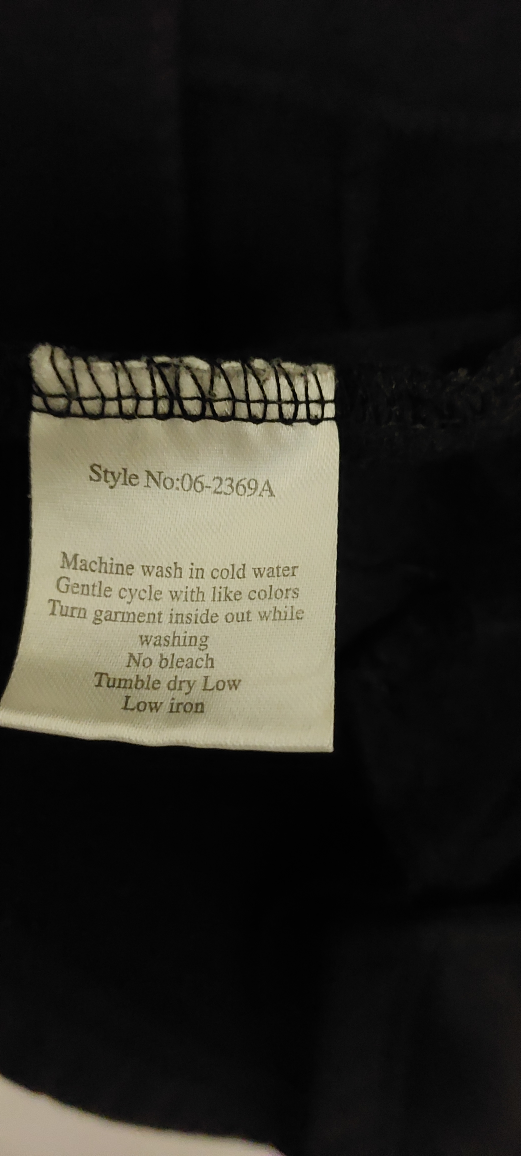 Style No:06-2369A
Machine wash in cold water
Gentle cycle with like colors
Turn garment inside out while
washing
No bleach
Tumble dry Low
Low iron